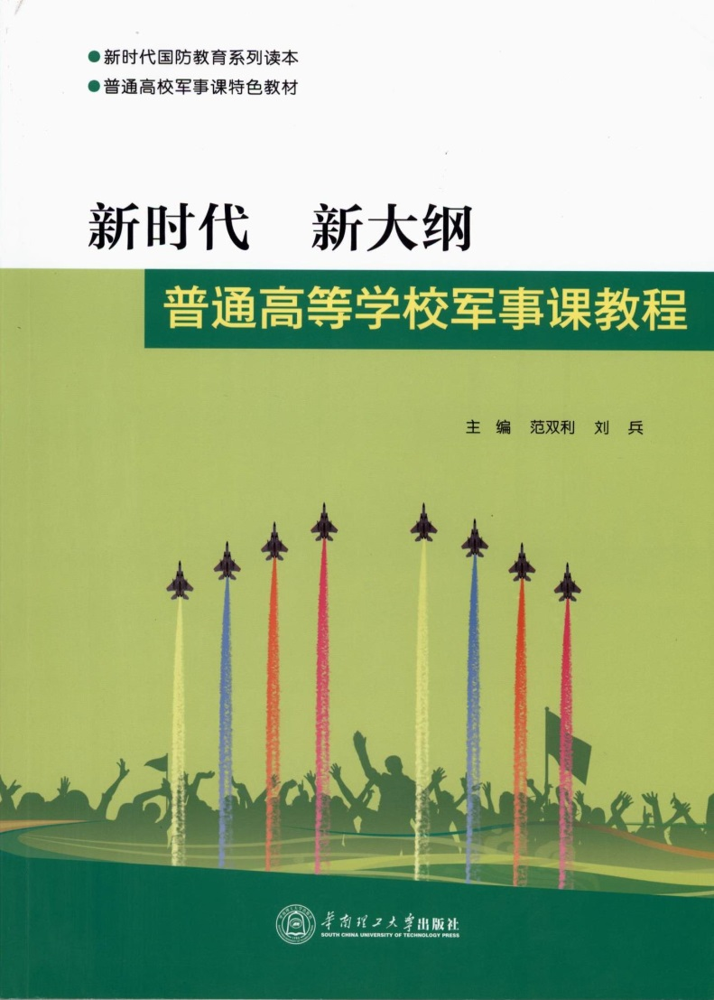 ●新时代国防教育系列读本
●普通高校军事课特色教材
新时代 新大纲
普通高等学校军事课教程
主 编 范双利 刘 兵
华南理工大学出版社
SOUTH CHINA UNIVERSITY OF TECHNOLOGY PRESS